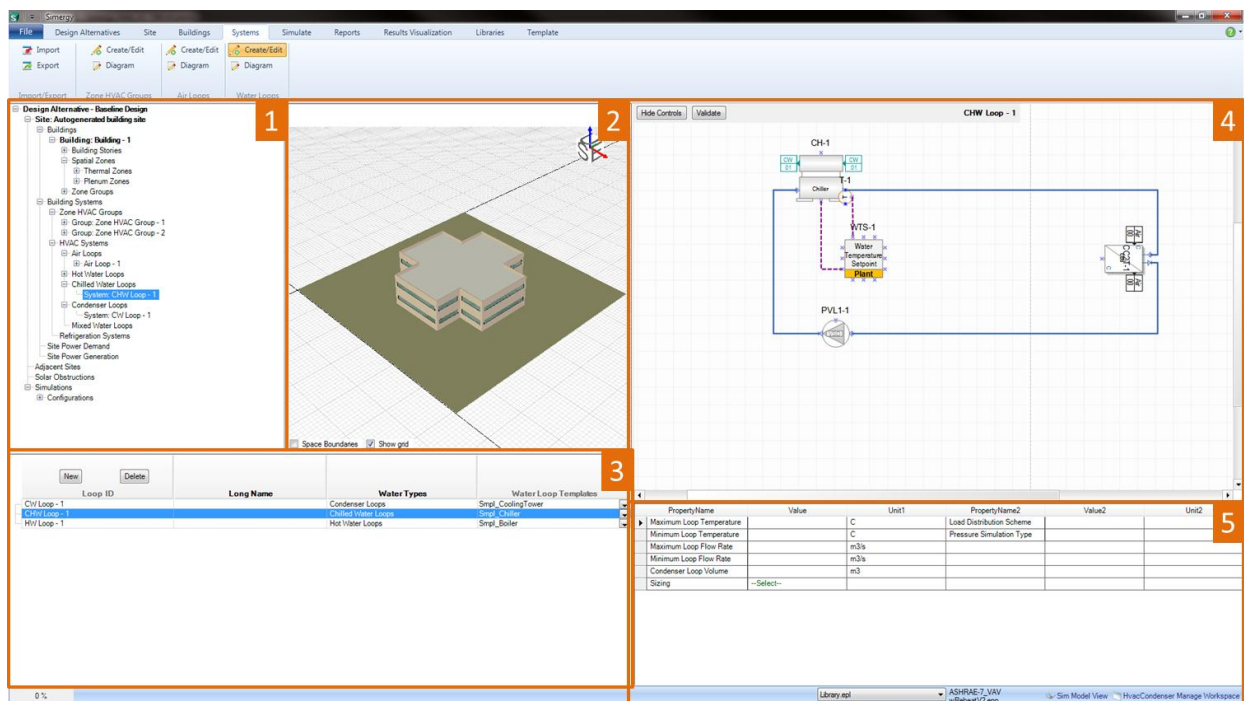 Simergy
File Design Alternatives Site Buildings Systems Simulate Reports Results Visualization Libraries Template
Import Create/Edit Create/Edit Create/Edit
Export Diagram Diagram Diagram
Import/Export Zone HVAC Groups Air Loops Water Loops
1
Design Alternative - Baseline Design
Site: Autogenerated building site
Buildings
Building: Building - 1
Building Stories
Spatial Zones
Thermal Zones
Plenum Zones
Zone Groups
Building Systems
Zone HVAC Groups
Group: Zone HVAC Group - 1
Group: Zone HVAC Group - 2
HVAC Systems
Air Loops
Air Loop - 1
Hot Water Loops
Chilled Water Loops
System: CHW Loop - 1
Condenser Loops
System: CW Loop - 1
Mixed Water Loops
Refrigeration Systems
Site Power Demand
Site Power Generation
Adjacent Sites
Solar Obstructions
Simulations
Configurations
2
Space Boundaries Show grid
Hide Controls Validate CHW Loop - 1
4
CH-1
CW
01
CW
01
T-1
Chiller
WTS-1
Water
Temperature
Setpoint
Plant
PVL1-1
3
New Delete
Loop ID Long Name Water Types Water Loop Templates
CW Loop - 1 Condenser Loops Smpl_CoolingTower
CHW Loop - 1 Chilled Water Loops Smpl_Chiller
HW Loop - 1 Hot Water Loops Smpl_Boiler
5
PropertyName Value Unit1 PropertyName2 Value2 Unit2
Maximum Loop Temperature C Load Distribution Scheme
Minimum Loop Temperature C Pressure Simulation Type
Maximum Loop Flow Rate m3/s
Minimum Loop Flow Rate m3/s
Condenser Loop Volume m3
Sizing --Select--
0 % Library.epl ASHRAE-7_VAV Sim Model View HvacCondenser Manage Workspace